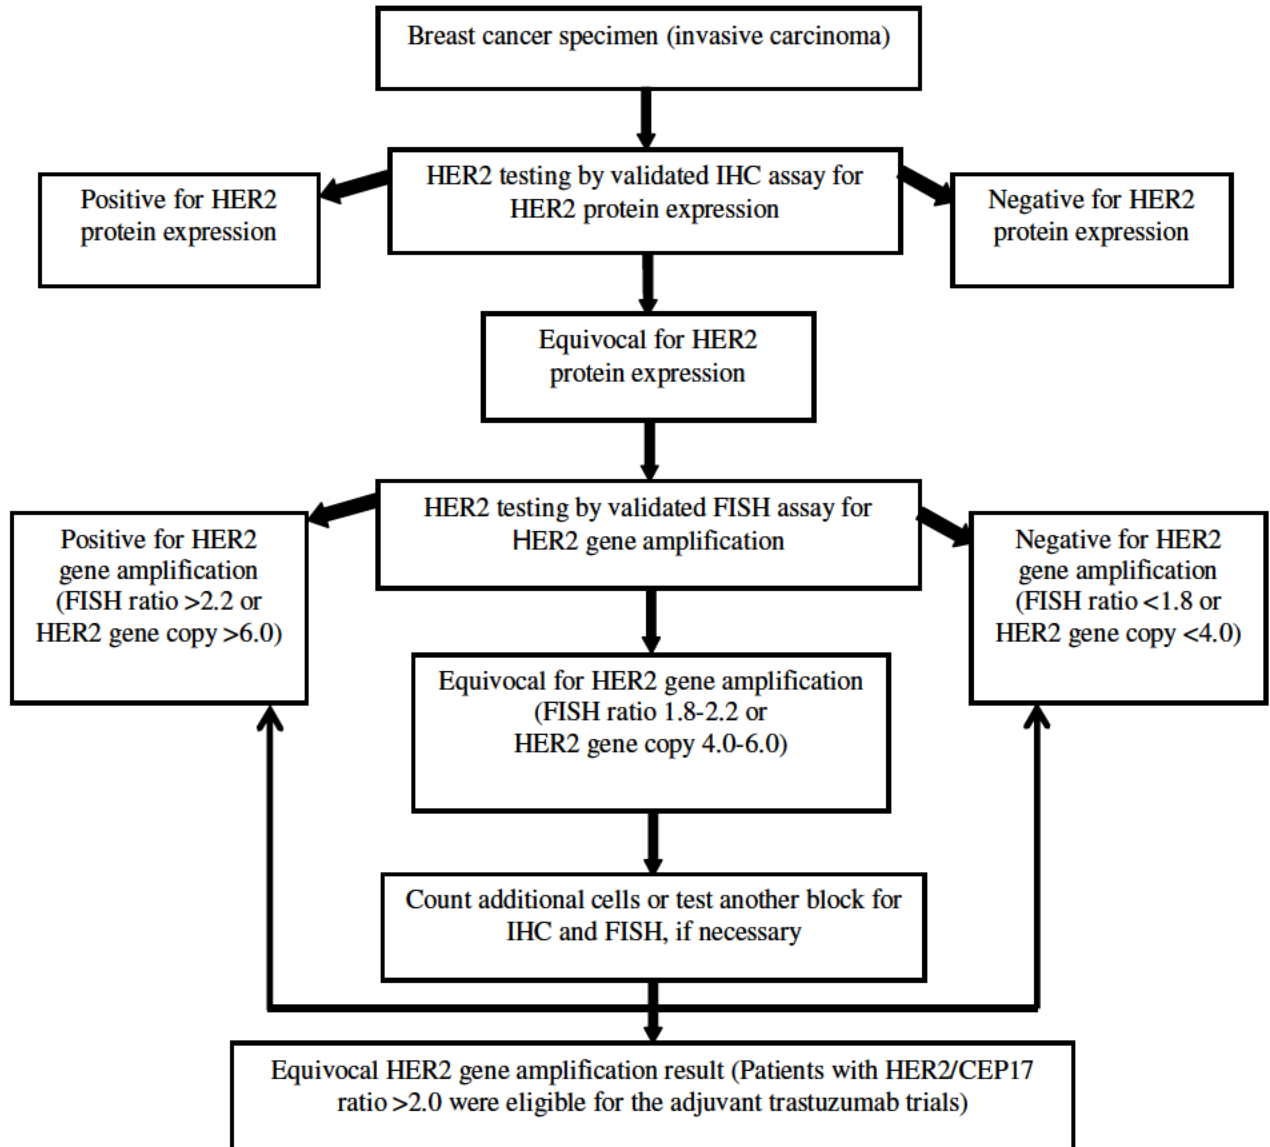 Breast cancer specimen (invasive carcinoma)
HER2 testing by validated IHC assay for
HER2 protein expression
Positive for HER2
protein expression
Negative for HER2
protein expression
Equivocal for HER2
protein expression
HER2 testing by validated FISH assay for
HER2 gene amplification
Positive for HER2
gene amplification
(FISH ratio >2.2 or
HER2 gene copy >6.0)
Negative for HER2
gene amplification
(FISH ratio <1.8 or
HER2 gene copy <4.0)
Equivocal for HER2 gene amplification
(FISH ratio 1.8-2.2 or
HER2 gene copy 4.0-6.0)
Count additional cells or test another block for
IHC and FISH, if necessary
Equivocal HER2 gene amplification result (Patients with HER2/CEP17
ratio >2.0 were eligible for the adjuvant trastuzumab trials)